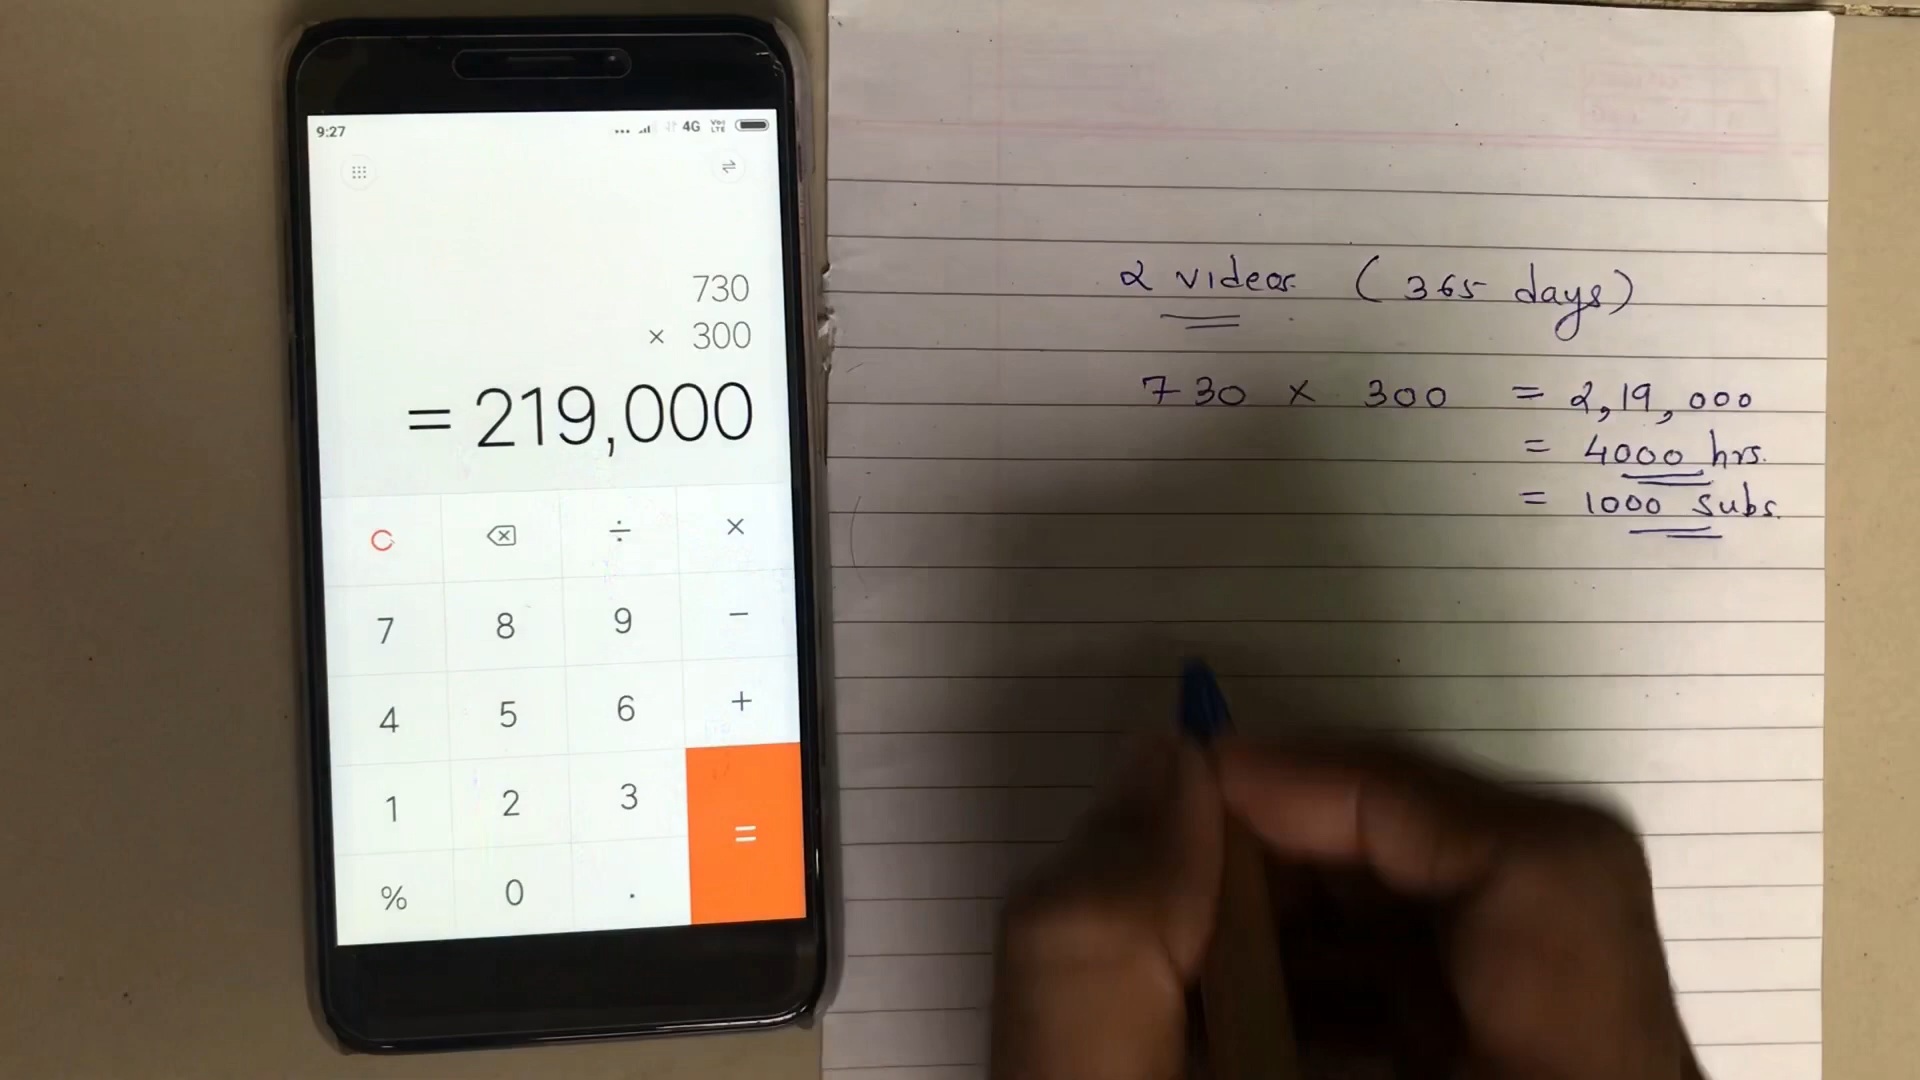 9:27
4G VoLTE
730
× 300
= 219,000
C ÷ ×
7 8 9 −
4 5 6 +
1 2 3 =
% 0 .
2 videos. (365 days)
730 × 300 = 2,19,000
= 4000 hrs.
= 1000 subs.